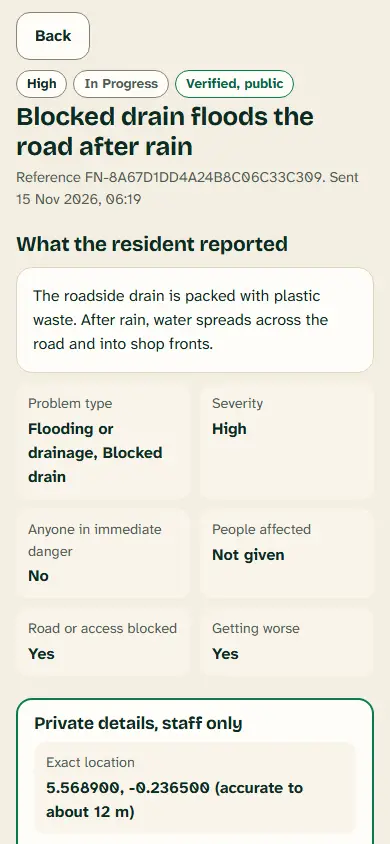 Back
High In Progress Verified, public
Blocked drain floods the
road after rain
Reference FN-8A67D1DD4A24B8C06C33C309. Sent
15 Nov 2026, 06:19
What the resident reported
The roadside drain is packed with plastic
waste. After rain, water spreads across the
road and into shop fronts.
Problem type
Flooding or
drainage, Blocked
drain
Severity
High
Anyone in immediate
danger
No
People affected
Not given
Road or access blocked
Yes
Getting worse
Yes
Private details, staff only
Exact location
5.568900, -0.236500 (accurate to
about 12 m)